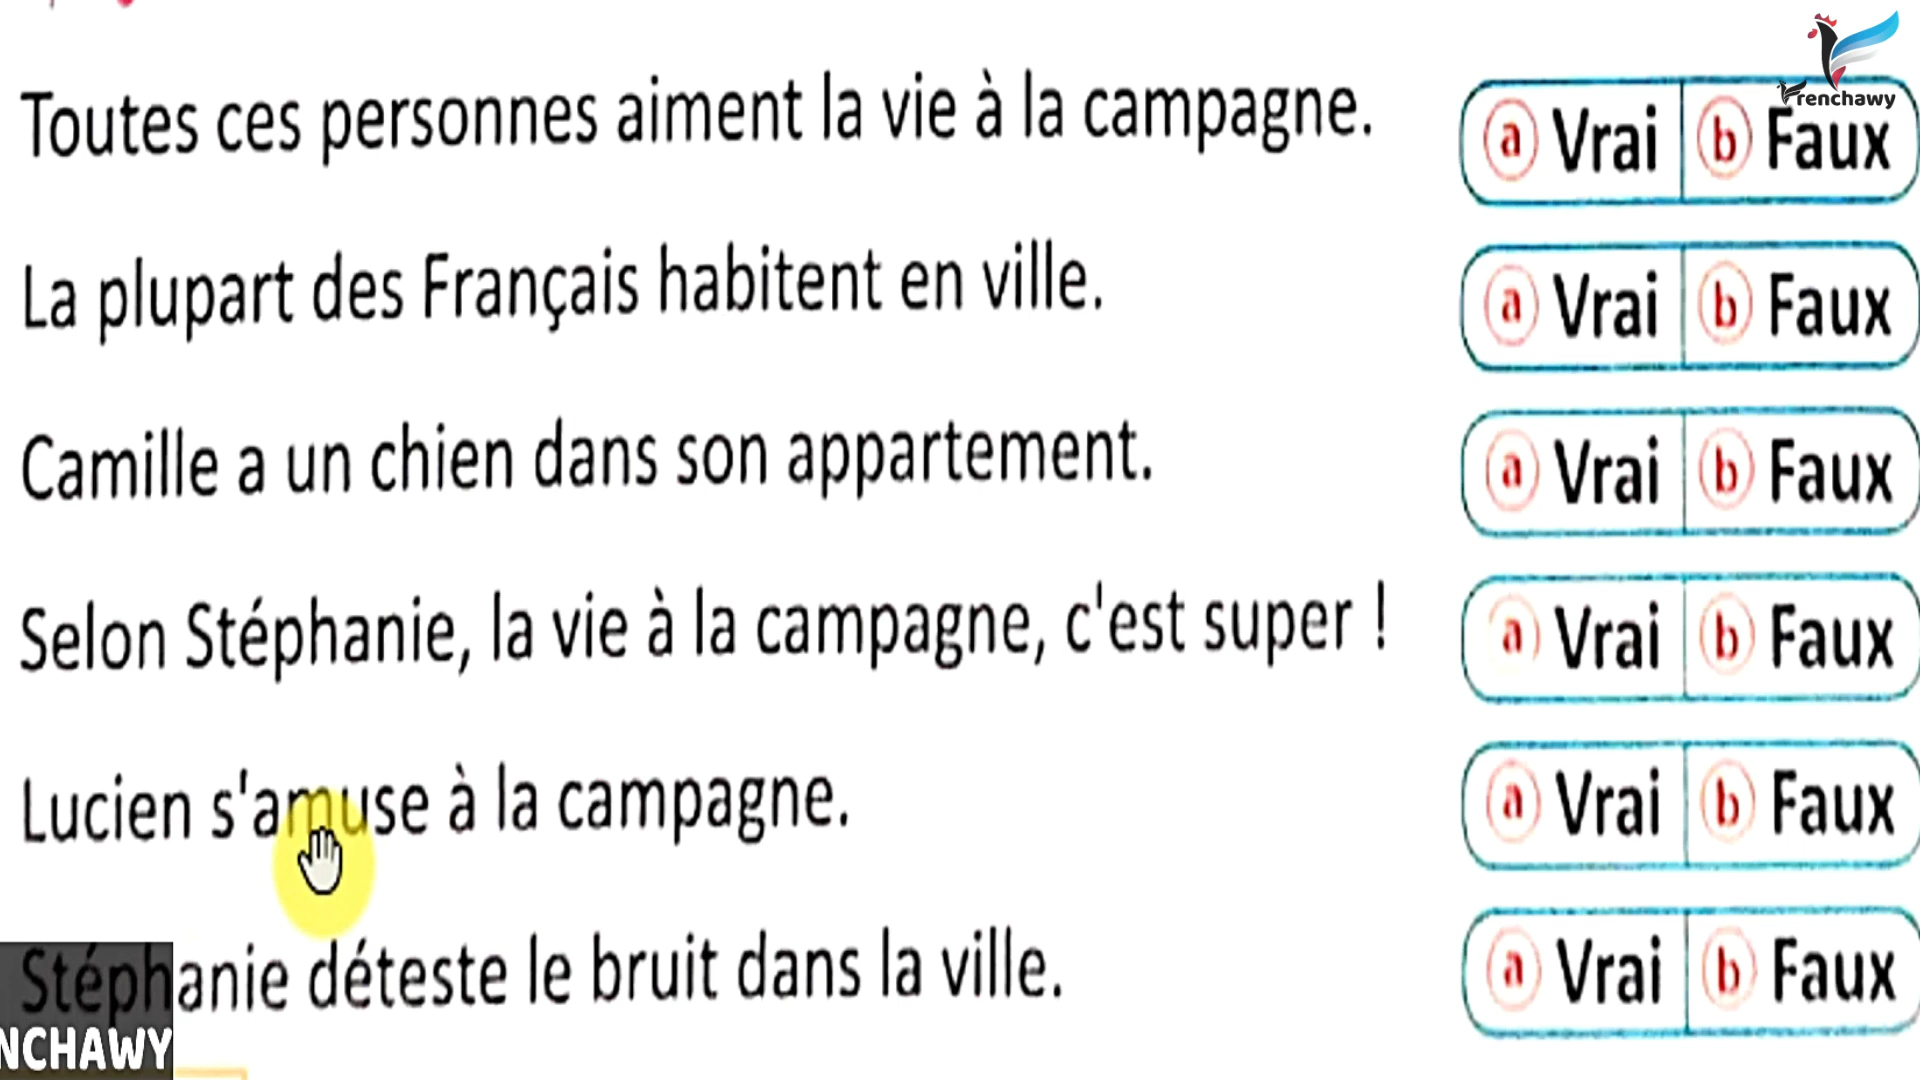 Toutes ces personnes aiment la vie à la campagne. a Vrai b Faux
La plupart des Français habitent en ville. a Vrai b Faux
Camille a un chien dans son appartement. a Vrai b Faux
Selon Stéphanie, la vie à la campagne, c'est super ! a Vrai b Faux
Lucien s'amuse à la campagne. a Vrai b Faux
Stéphanie déteste le bruit dans la ville. a Vrai b Faux
renchawy
NCHAWY